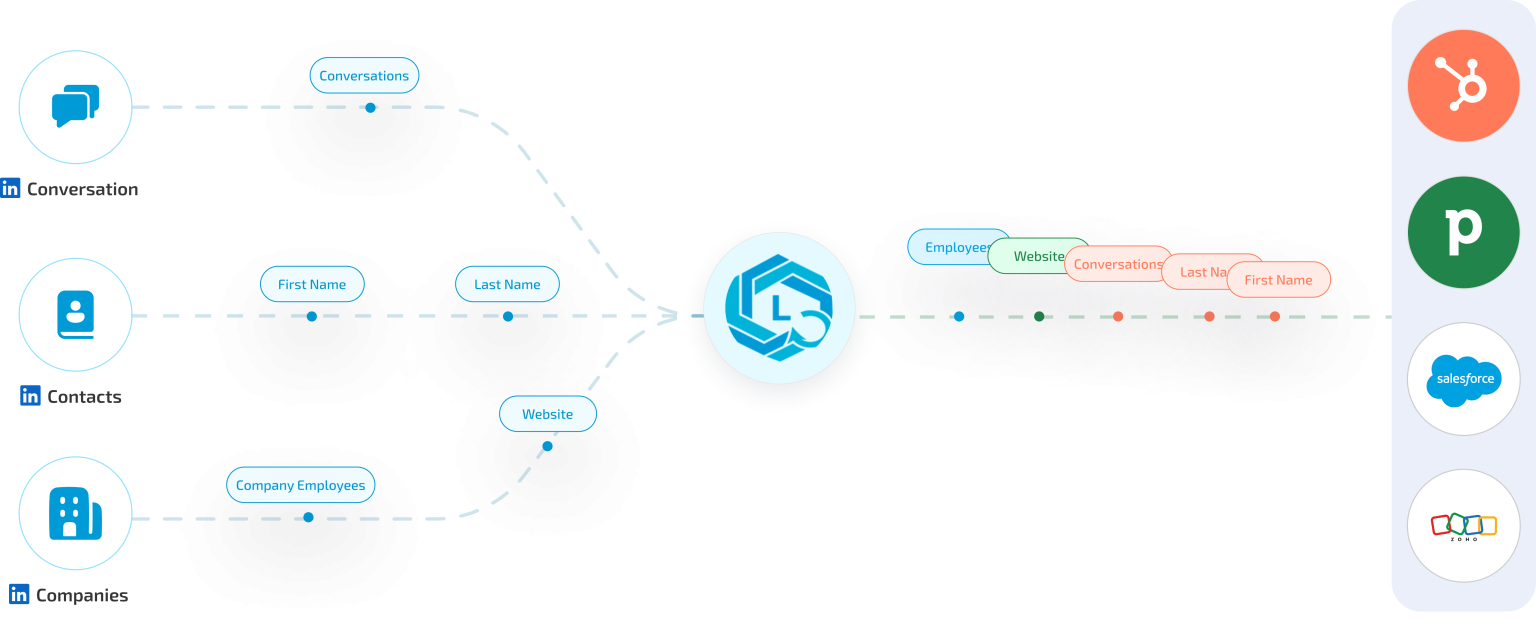 Conversations
in Conversation
First Name
Last Name
in Contacts
Website
Company Employees
in Companies
L
Employees
Website
Conversations
Last Na
First Name
p
salesforce
ZOHO